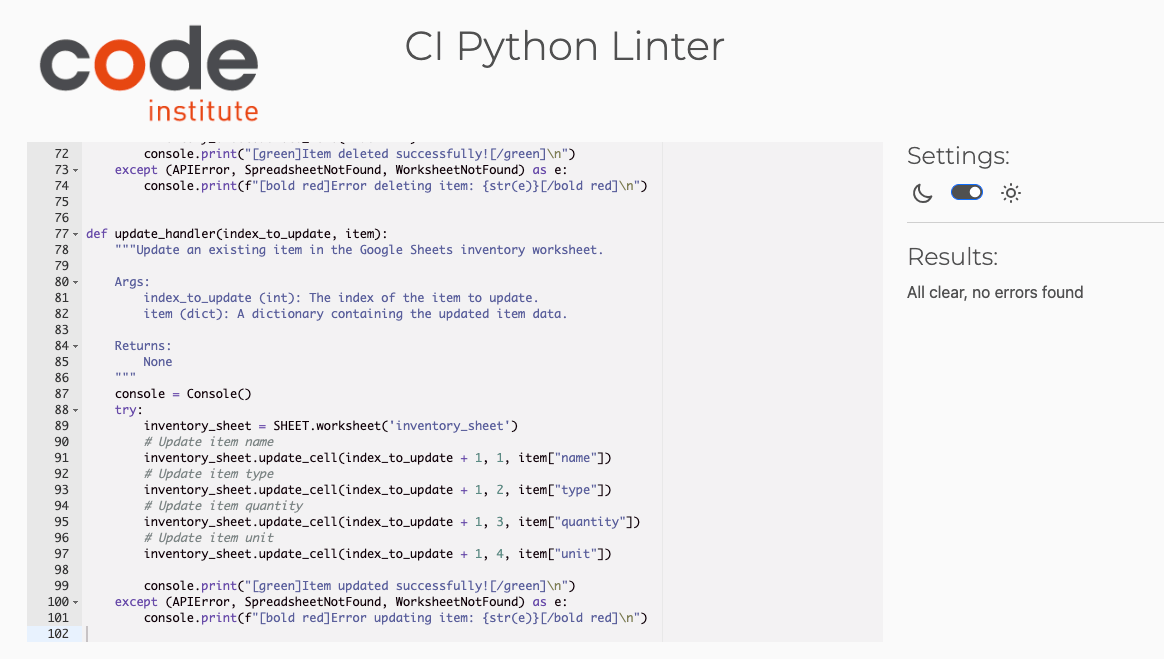 code
institute
CI Python Linter
72 console.print("[green]Item deleted successfully![/green]\n")
73 except (APIError, SpreadsheetNotFound, WorksheetNotFound) as e:
74 console.print(f"[bold red]Error deleting item: {str(e)}[/bold red]\n")
75
76
77 def update_handler(index_to_update, item):
78 """Update an existing item in the Google Sheets inventory worksheet.
79
80 Args:
81 index_to_update (int): The index of the item to update.
82 item (dict): A dictionary containing the updated item data.
83
84 Returns:
85 None
86 """
87 console = Console()
88 try:
89 inventory_sheet = SHEET.worksheet('inventory_sheet')
90 # Update item name
91 inventory_sheet.update_cell(index_to_update + 1, 1, item["name"])
92 # Update item type
93 inventory_sheet.update_cell(index_to_update + 1, 2, item["type"])
94 # Update item quantity
95 inventory_sheet.update_cell(index_to_update + 1, 3, item["quantity"])
96 # Update item unit
97 inventory_sheet.update_cell(index_to_update + 1, 4, item["unit"])
98
99 console.print("[green]Item updated successfully![/green]\n")
100 except (APIError, SpreadsheetNotFound, WorksheetNotFound) as e:
101 console.print(f"[bold red]Error updating item: {str(e)}[/bold red]\n")
102
Settings:
Results:
All clear, no errors found